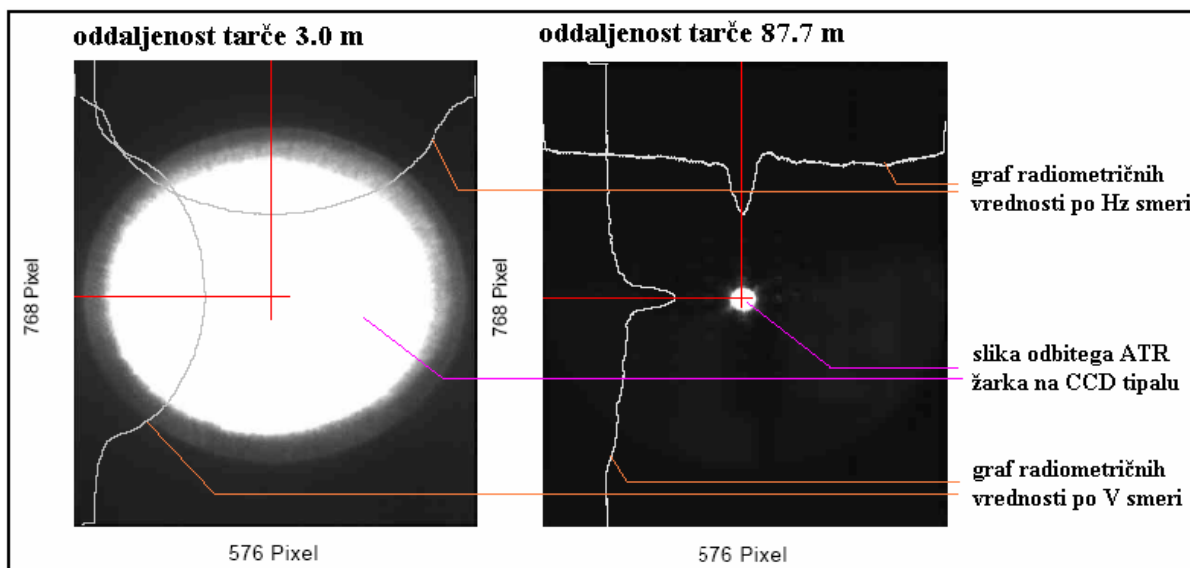 oddaljenost tarče 3.0 m
oddaljenost tarče 87.7 m
768 Pixel
576 Pixel
768 Pixel
576 Pixel
graf radiometričnih
vrednosti po Hz smeri
slika odbitega ATR
žarka na CCD tipalu
graf radiometričnih
vrednosti po V smeri